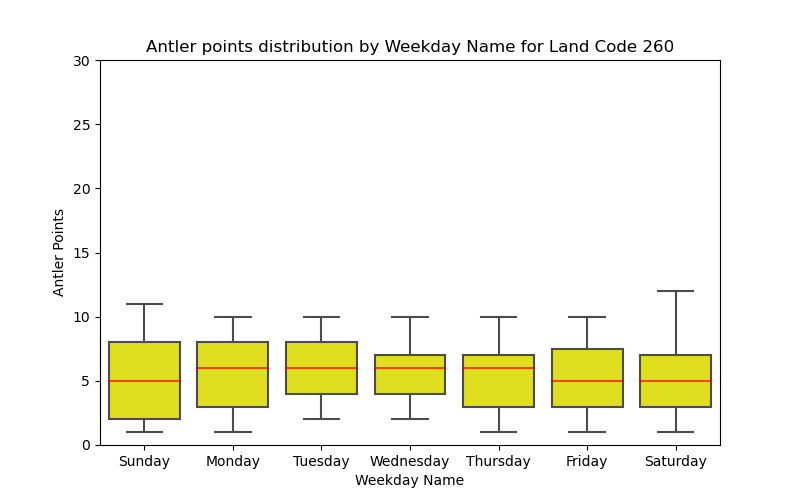 Antler points distribution by Weekday Name for Land Code 260
30
25
20
15
10
5
0
Antler Points
Sunday Monday Tuesday Wednesday Thursday Friday Saturday
Weekday Name